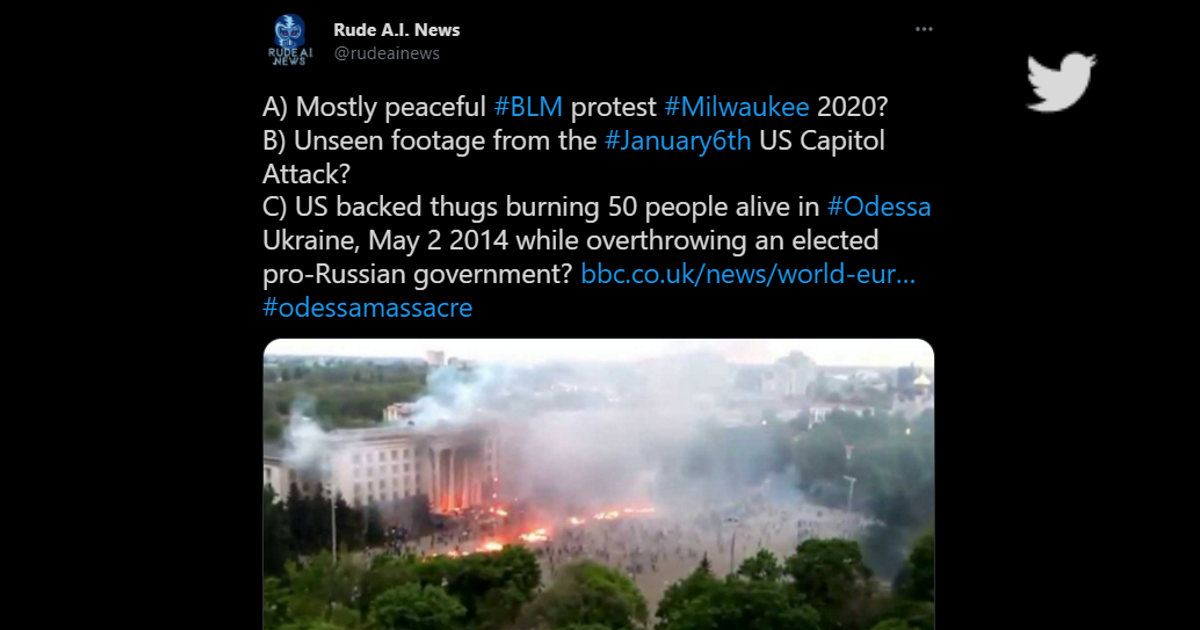 RUDE A.I
NEWS
Rude A.I. News
@rudeainews
A) Mostly peaceful #BLM protest #Milwaukee 2020?
B) Unseen footage from the #January6th US Capitol
Attack?
C) US backed thugs burning 50 people alive in #Odessa
Ukraine, May 2 2014 while overthrowing an elected
pro-Russian government? bbc.co.uk/news/world-eur…
#odessamassacre